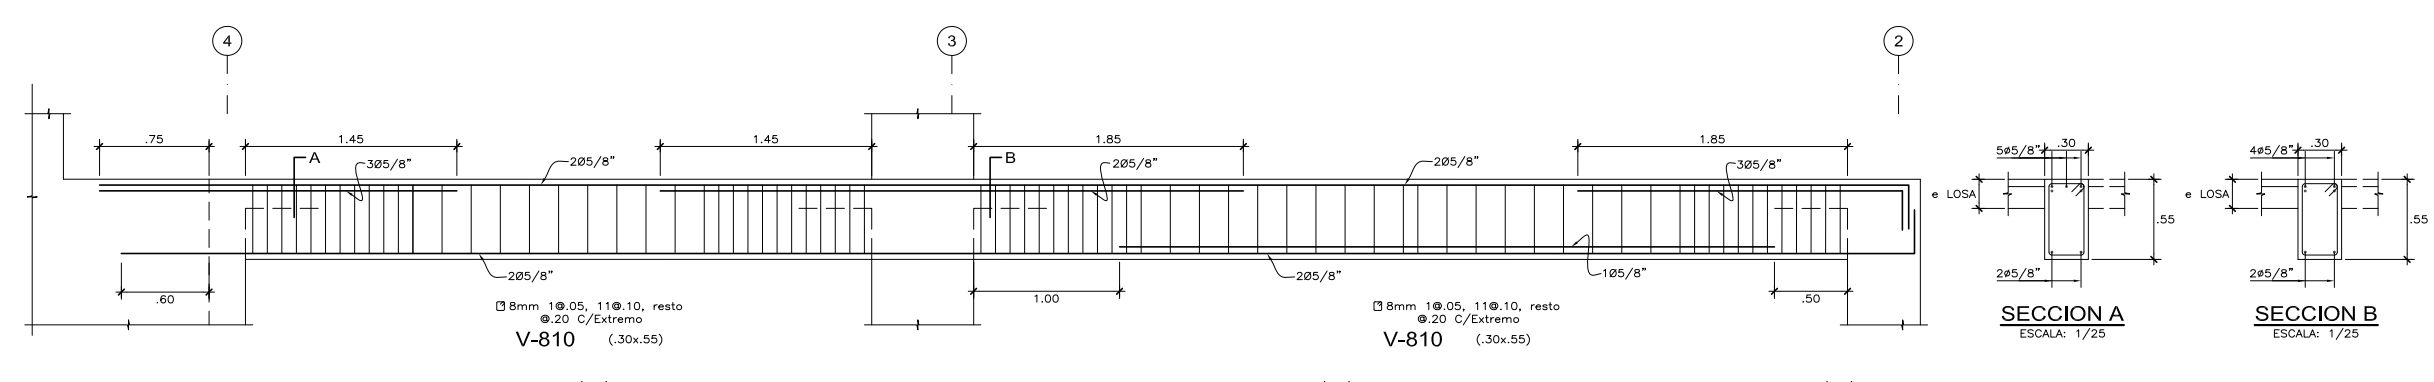 4
3
2
.75
1.45
1.45
1.85
1.85
A
3Ø5/8"
2Ø5/8"
B
2Ø5/8"
2Ø5/8"
3Ø5/8"
2Ø5/8"
2Ø5/8"
1Ø5/8"
.60
1.00
.50
8mm 1@.05, 11@.10, resto
@.20 C/Extremo
V-810 (.30x.55)
8mm 1@.05, 11@.10, resto
@.20 C/Extremo
V-810 (.30x.55)
5ø5/8"
.30
e LOSA
.55
2ø5/8"
SECCION A
ESCALA: 1/25
4ø5/8"
.30
e LOSA
.55
2ø5/8"
SECCION B
ESCALA: 1/25